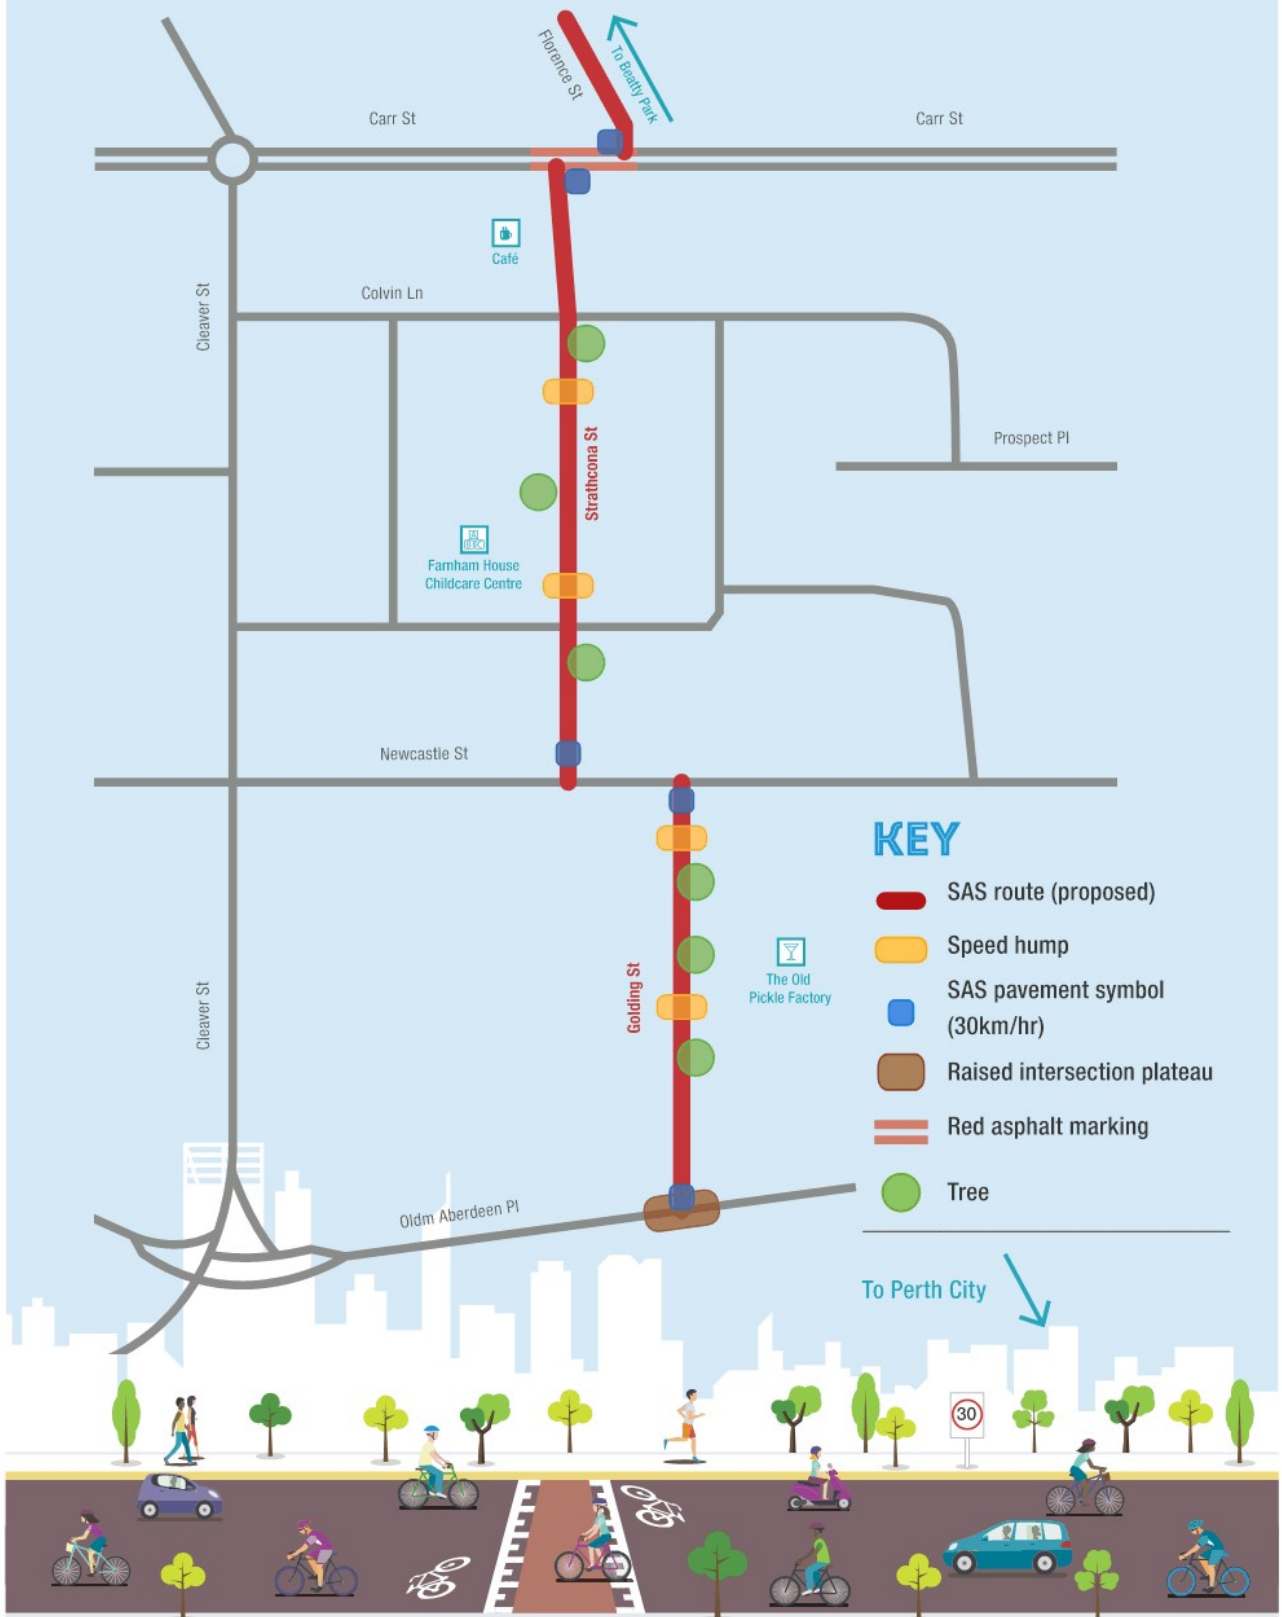 Florence St
To Beatty Park
Carr St
Carr St
Café
Colvin Ln
Cleaver St
Prospect Pl
Strathcona St
A
Farnham House
Childcare Centre
Newcastle St
KEY
SAS route (proposed)
Speed hump
SAS pavement symbol
(30km/hr)
Raised intersection plateau
Red asphalt marking
Tree
The Old
Pickle Factory
Golding St
Cleaver St
Oldm Aberdeen Pl
To Perth City
30